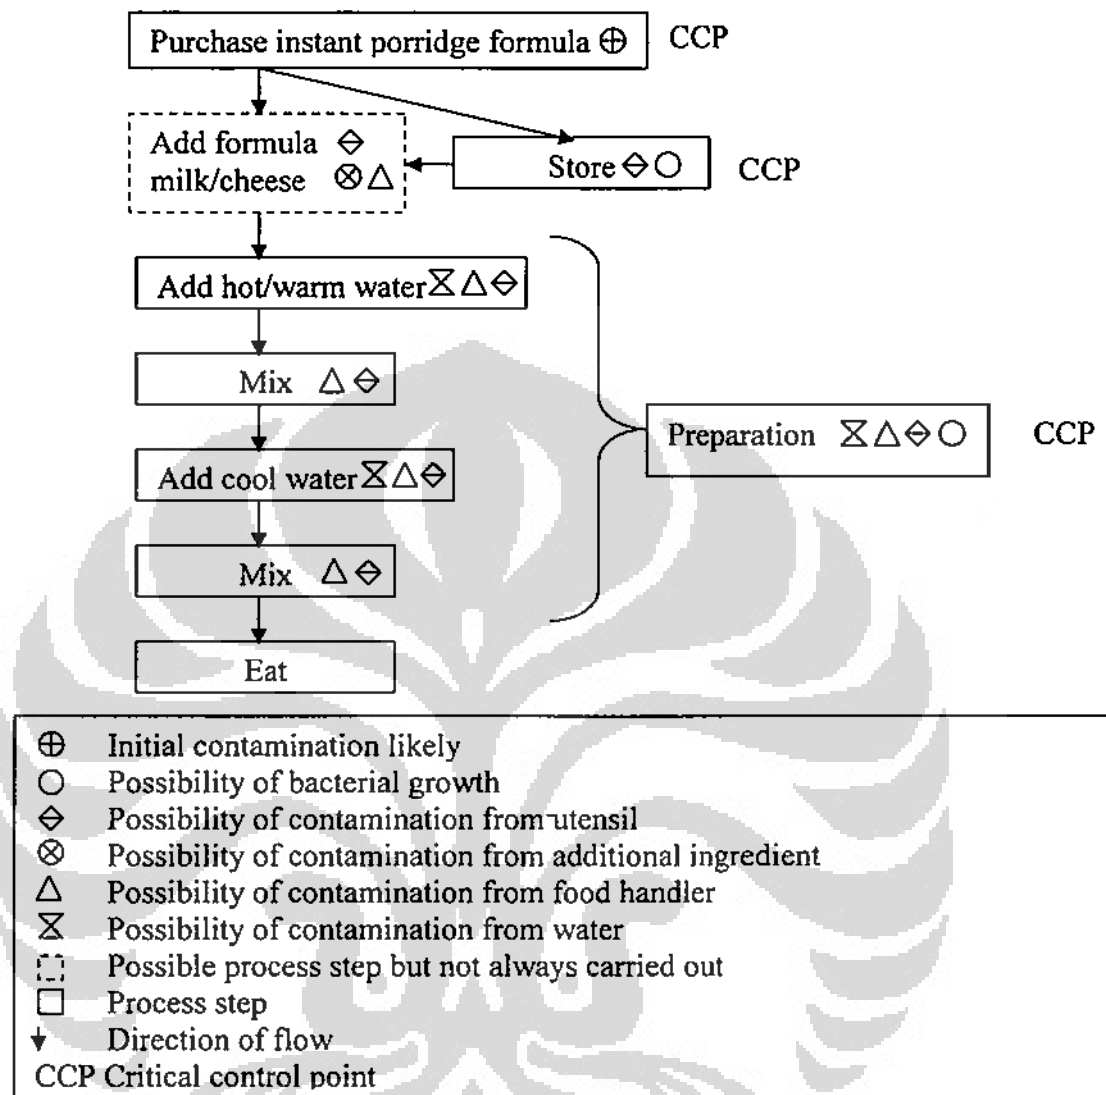 Purchase instant porridge formula ⊕ CCP
Add formula
milk/cheese ⊗ △
Store ○ CCP
Add hot/warm water △
Mix △
Add cool water △
Mix △
Preparation △ ○ CCP
Eat
⊕ Initial contamination likely
○ Possibility of bacterial growth
Possibility of contamination from utensil
⊗ Possibility of contamination from additional ingredient
△ Possibility of contamination from food handler
Possibility of contamination from water
Possible process step but not always carried out
□ Process step
↓ Direction of flow
CCP Critical control point